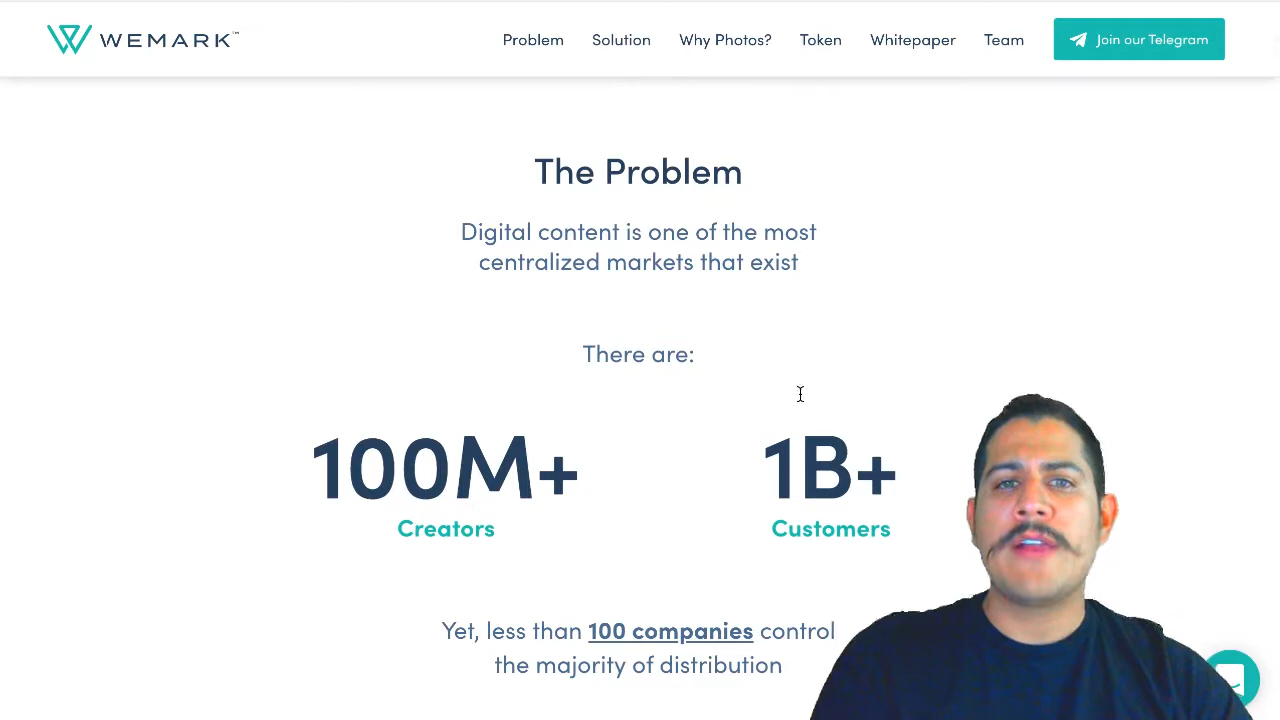 WEMARK™
Problem
Solution
Why Photos?
Token
Whitepaper
Team
Join our Telegram
The Problem
Digital content is one of the most
centralized markets that exist
There are:
100M+
Creators
1B+
Customers
Yet, less than 100 companies control
the majority of distribution